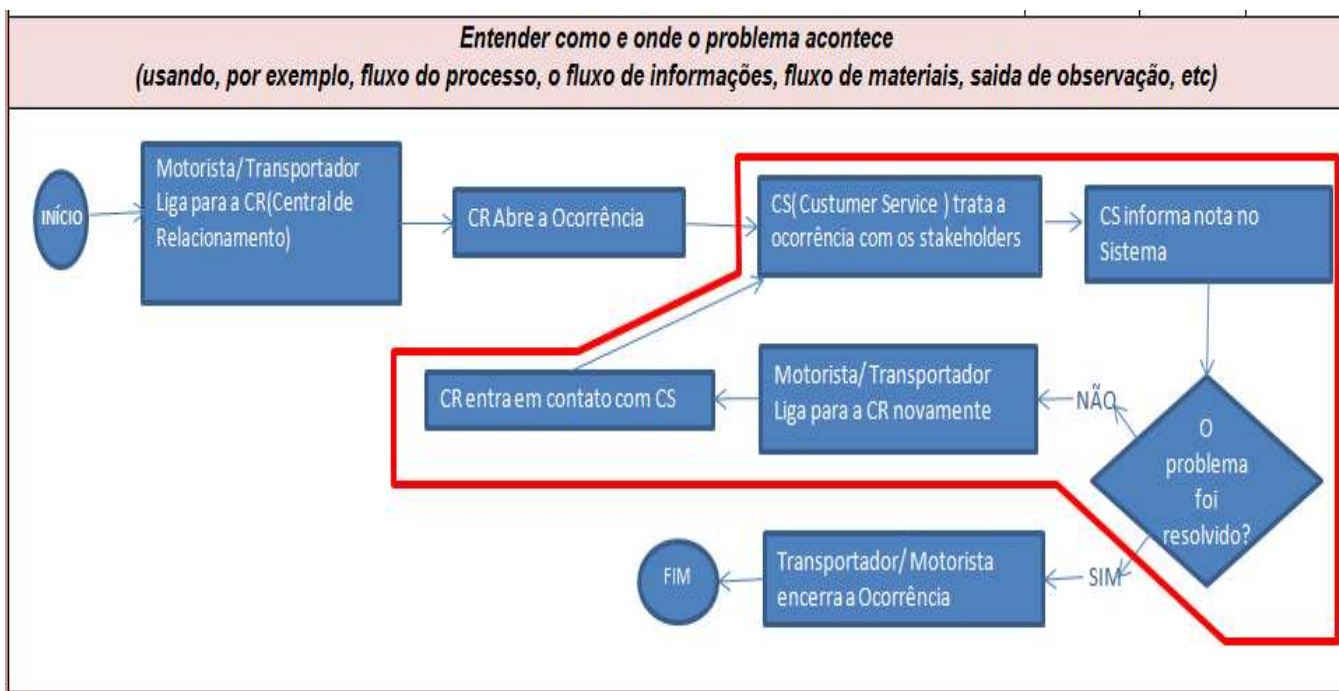 Entender como e onde o problema acontece
(usando, por exemplo, fluxo do processo, o fluxo de informações, fluxo de materiais, saida de observação, etc)
INÍCIO
Motorista/Transportador
Liga para a CR(Central de
Relacionamento)
CR Abre a Ocorrência
CS( Custumer Service ) trata a
ocorrência com os stakeholders
CS informa nota no
Sistema
CR entra em contato com CS
Motorista/Transportador
Liga para a CR novamente
NÃO
O
problema
foi
resolvido?
FIM
Transportador/ Motorista
encerra a Ocorrência
SIM